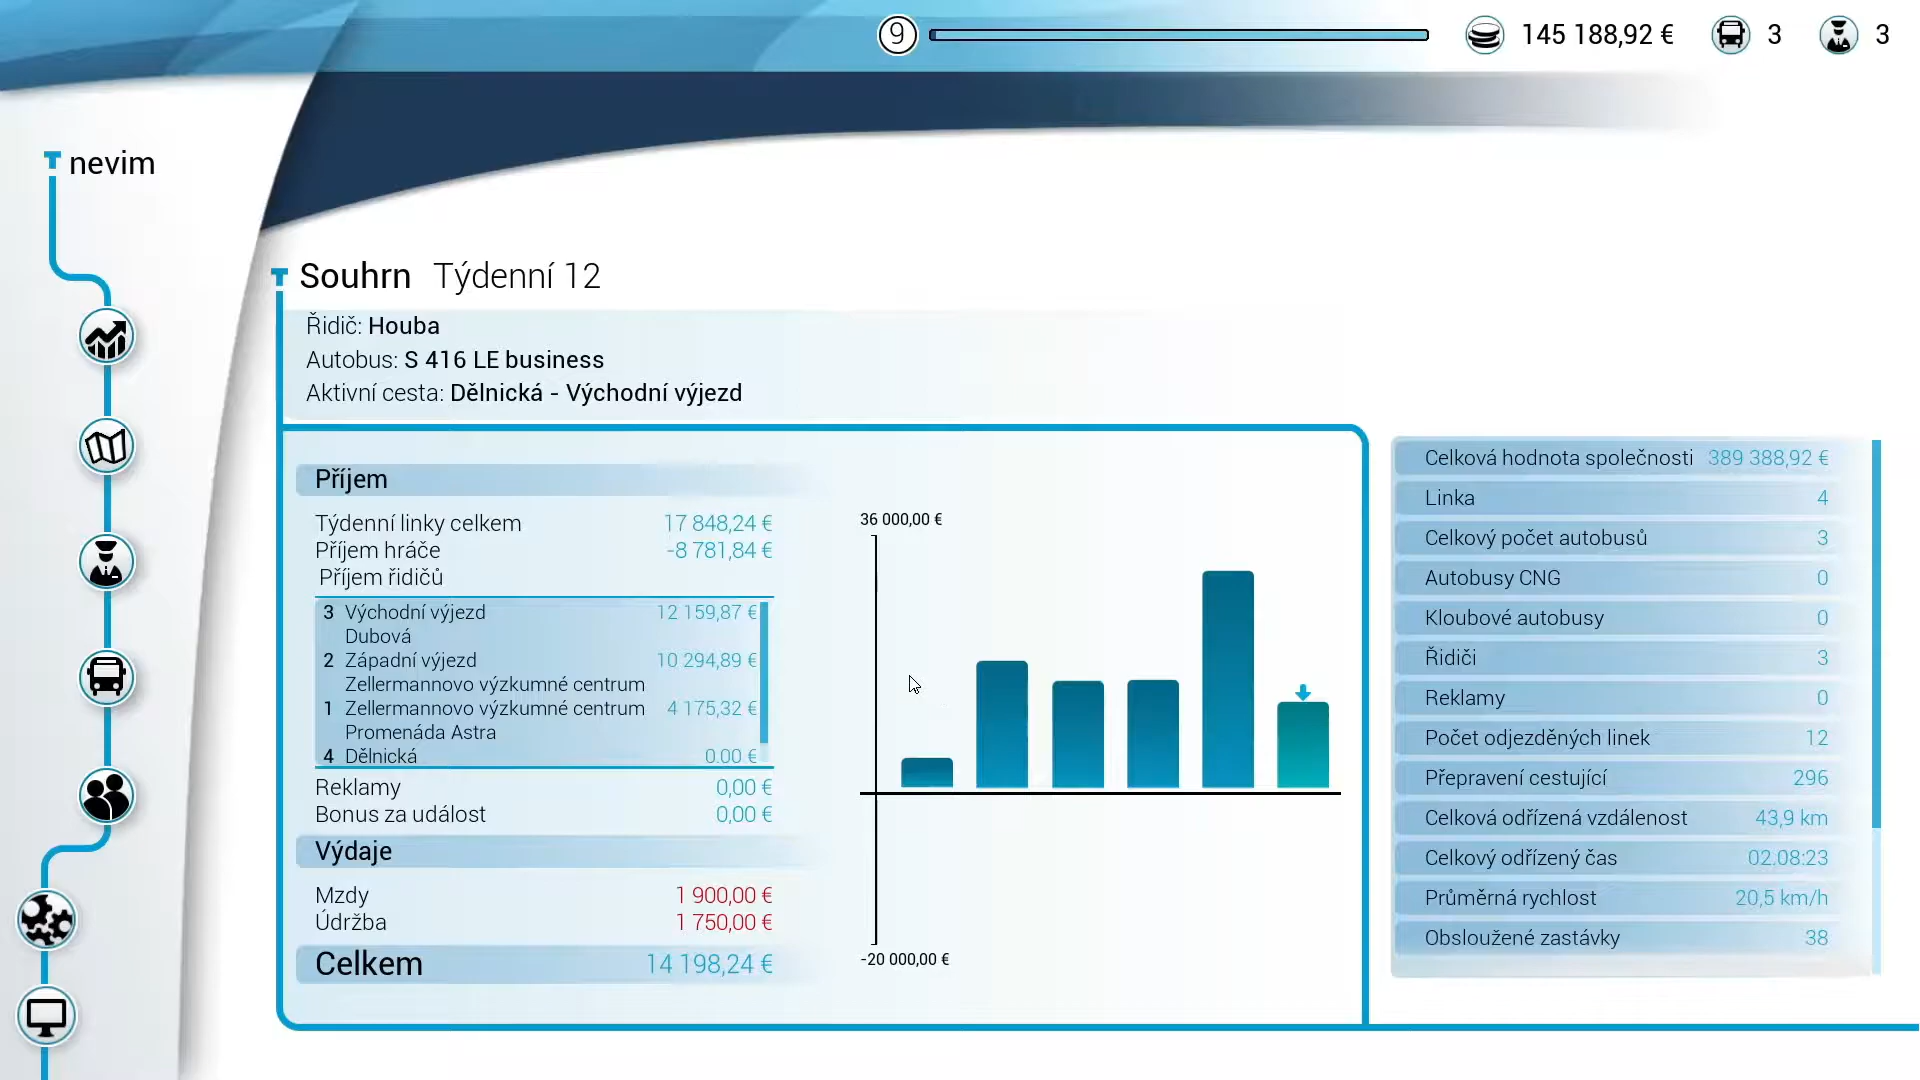 9
145 188,92 €
3
3
nevim
Souhrn Týdenní 12
Řidič: Houba
Autobus: S 416 LE business
Aktivní cesta: Dělnická - Východní výjezd
Příjem
Týdenní linky celkem 17 848,24 €
Příjem hráče -8 781,84 €
Příjem řidičů
3 Východní výjezd 12 159,87 €
Dubová
2 Západní výjezd 10 294,89 €
Zellermannovo výzkumné centrum
1 Zellermannovo výzkumné centrum 4 175,32 €
Promenáda Astra
4 Dělnická 0.00 €
Reklamy 0,00 €
Bonus za událost 0,00 €
Výdaje
Mzdy 1 900,00 €
Údržba 1 750,00 €
Celkem 14 198,24 €
36 000,00 €
-20 000,00 €
Celková hodnota společnosti 389 388,92 €
Linka 4
Celkový počet autobusů 3
Autobusy CNG 0
Kloubové autobusy 0
Řidiči 3
Reklamy 0
Počet odjezděných linek 12
Přepravení cestující 296
Celková odřízená vzdálenost 43,9 km
Celkový odřízený čas 02:08:23
Průměrná rychlost 20,5 km/h
Obsloužené zastávky 38